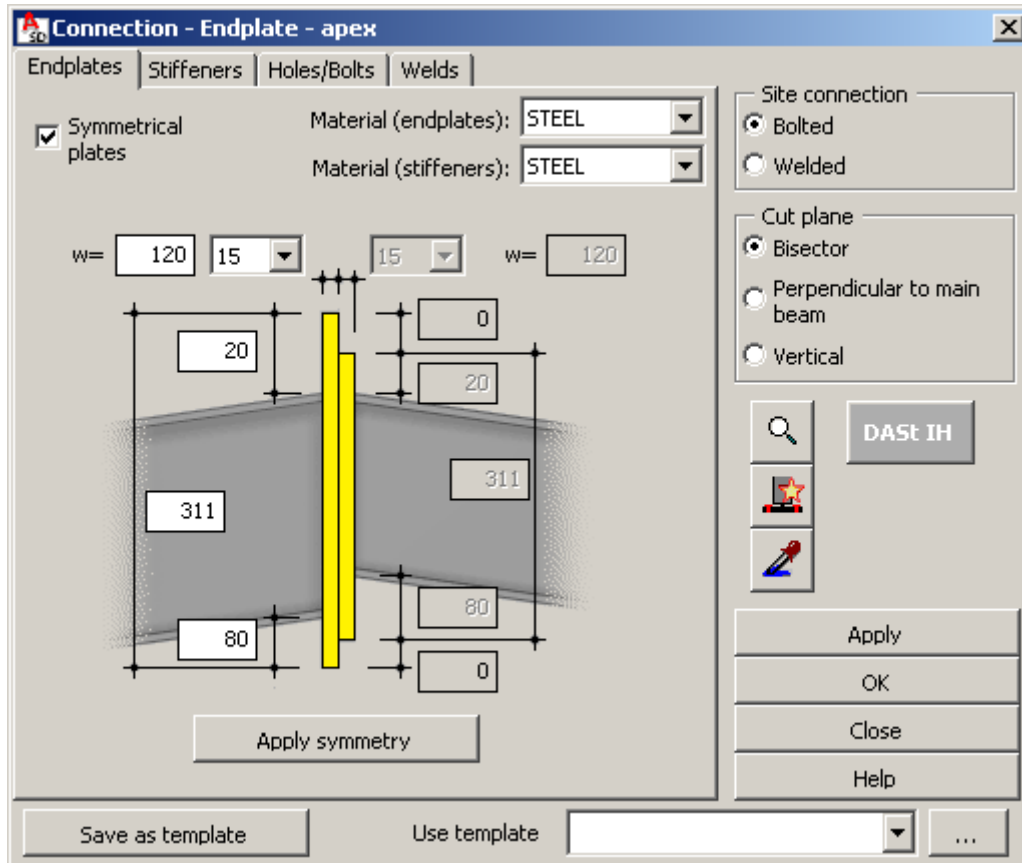 Connection - Endplate - apex
Endplates Stiffeners Holes/Bolts Welds
Symmetrical
plates
Material (endplates): STEEL
Material (stiffeners): STEEL
w= 120 15 15 w= 120
0
20
20
311
311
80
80
0
Apply symmetry
Site connection
Bolted
Welded
Cut plane
Bisector
Perpendicular to main
beam
Vertical
DASt IH
Apply
OK
Close
Help
Save as template Use template ...